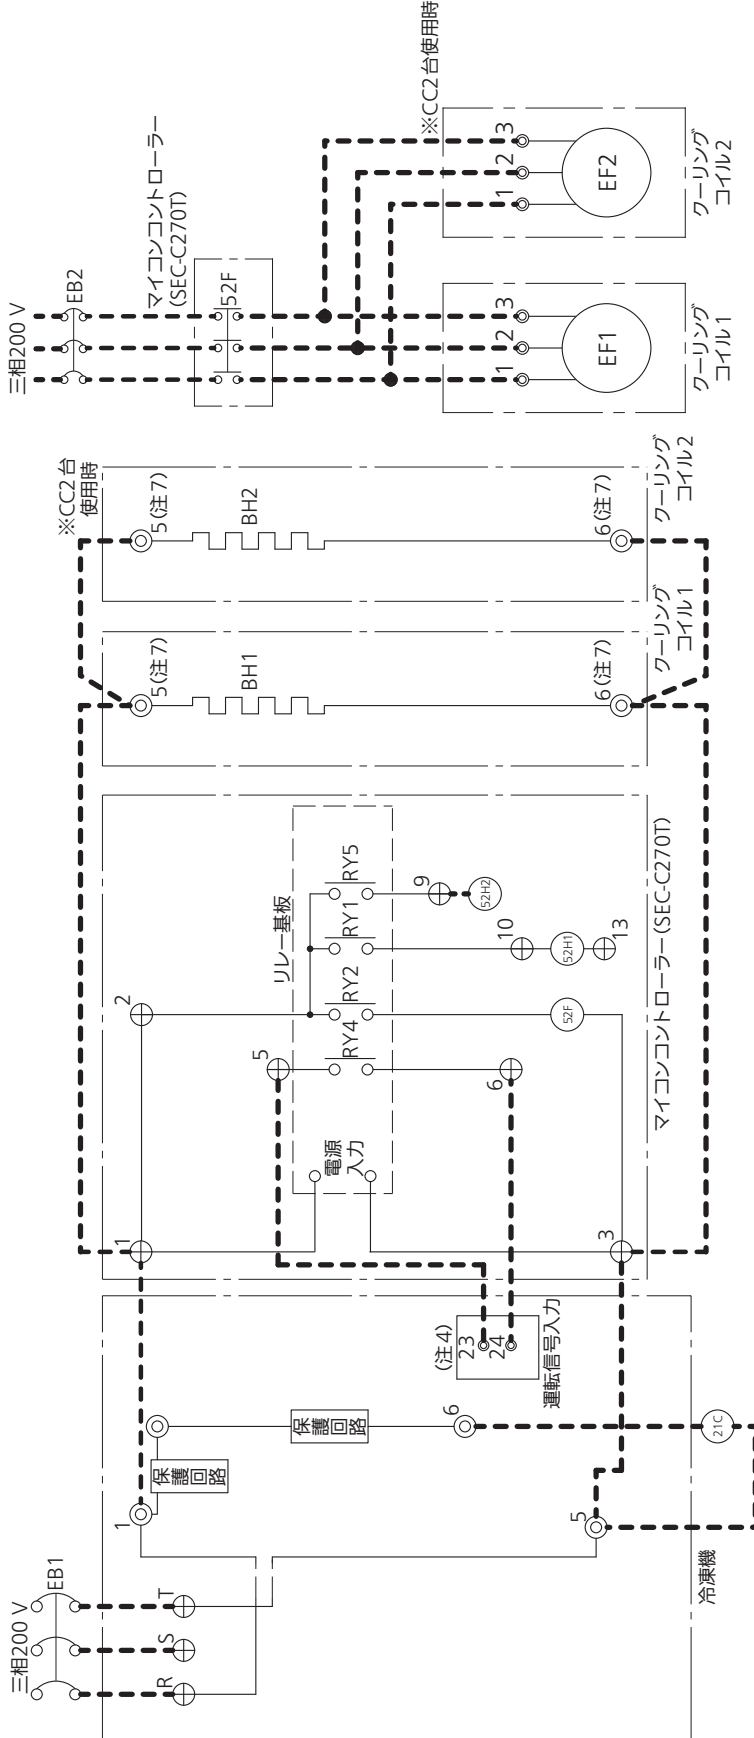 三相200 V
EB1
R
S
T
1
保護回路
保護回路
6
5
21C
冷凍機
(注4)
23
24
運転信号入力
1
2
3
5
6
電源
入力
リレー基板
RY4
RY2
RY1
RY5
9
52H2
10
52H1
13
52F
マイコンコントローラー(SEC-C270T)
5(注7)
BH1
6(注7)
クーリング
コイル1
※CC2台
使用時
5(注7)
BH2
6(注7)
クーリング
コイル2
三相200 V
EB2
マイコンコントローラー
(SEC-C270T)
52F
1
2
3
EF1
クーリング
コイル1
※CC2台使用時
1
2
3
EF2
クーリング
コイル2